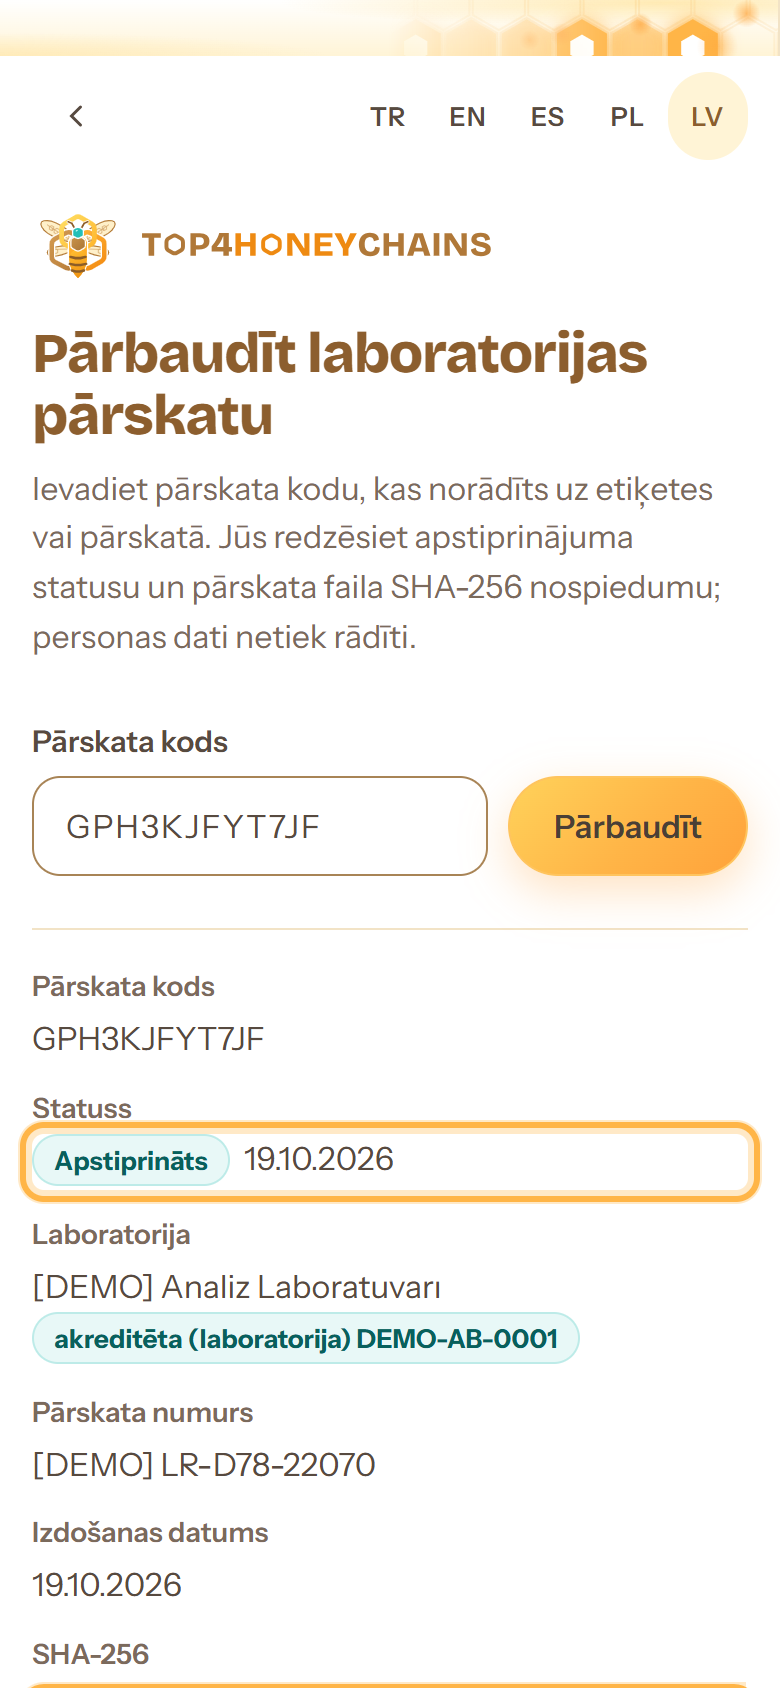 TR EN ES PL LV
TOP4HONEYCHAINS
Pārbaudīt laboratorijas
pārskatu
Ievadiet pārskata kodu, kas norādīts uz etiķetes
vai pārskatā. Jūs redzēsiet apstiprinājuma
statusu un pārskata faila SHA-256 nospiedumu;
personas dati netiek rādīti.
Pārskata kods
GPH3KJFYT7JF
Pārbaudīt
Pārskata kods
GPH3KJFYT7JF
Statuss
Apstiprināts 19.10.2026
Laboratorija
[DEMO] Analiz Laboratuvarı
akreditēta (laboratorija) DEMO-AB-0001
Pārskata numurs
[DEMO] LR-D78-22070
Izdošanas datums
19.10.2026
SHA-256